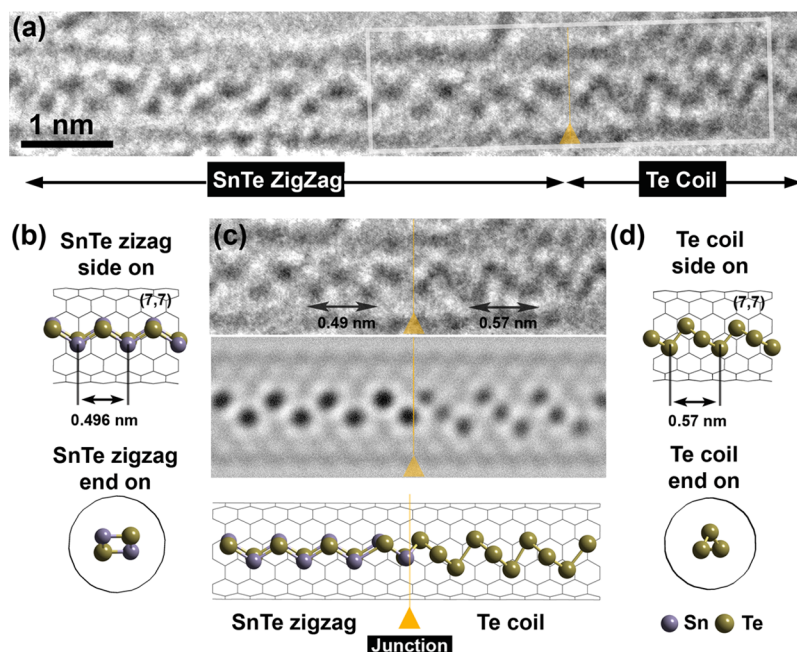 (a)
1 nm
SnTe ZigZag
Te Coil
(b)
SnTe zizag
side on
(7,7)
0.496 nm
SnTe zigzag
end on
(c)
0.49 nm
0.57 nm
SnTe zigzag
Te coil
Junction
(d)
Te coil
side on
(7,7)
0.57 nm
Te coil
end on
Sn
Te